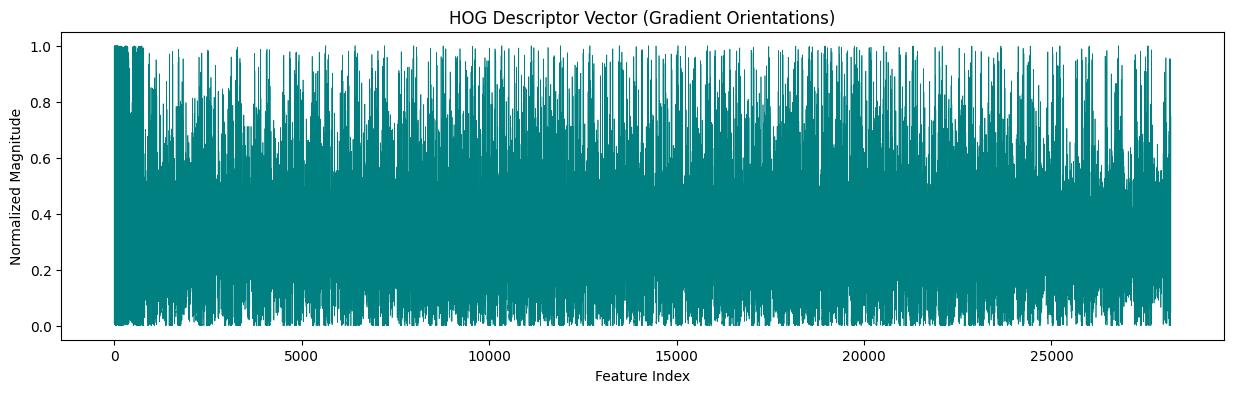 HOG Descriptor Vector (Gradient Orientations)
Normalized Magnitude
1.0
0.8
0.6
0.4
0.2
0.0
0 5000 10000 15000 20000 25000
Feature Index